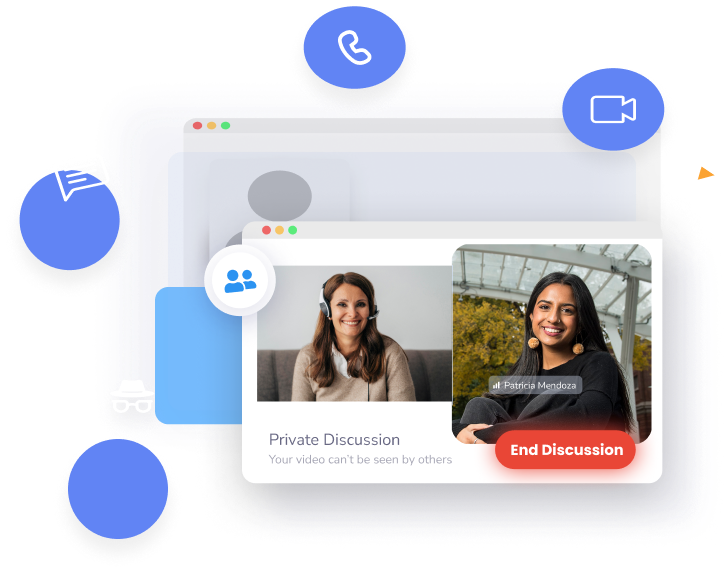 Patricia Mendoza
Private Discussion
Your video can't be seen by others
End Discussion